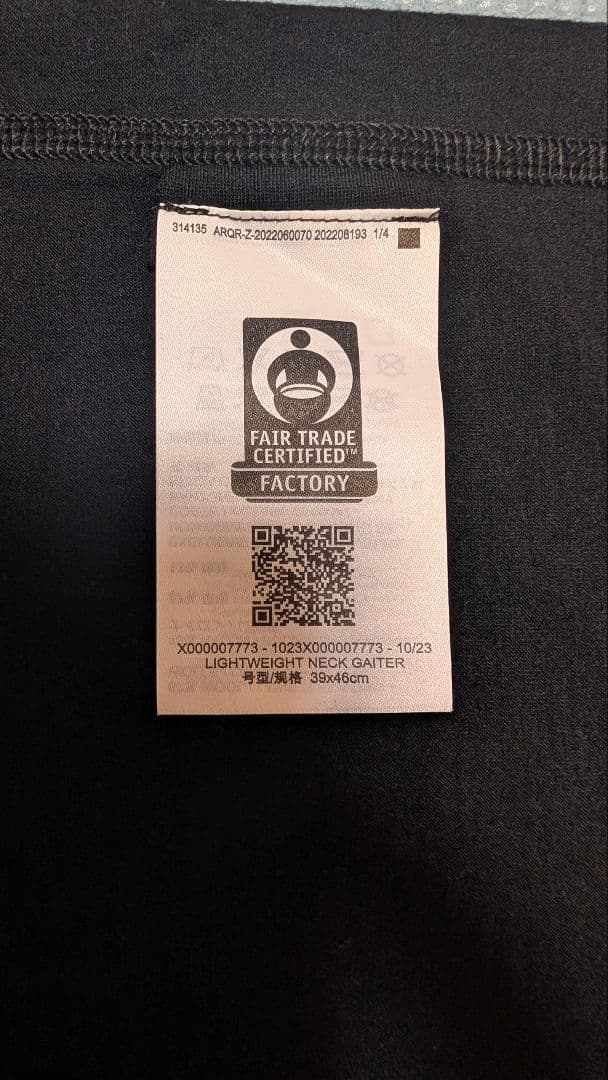 314135 ARQR-Z-2022060070 202208193 1/4
FAIR TRADE
CERTIFIED™
FACTORY
X000007773 - 1023X000007773 - 10/23
LIGHTWEIGHT NECK GAITER
号型/规格 39x46cm